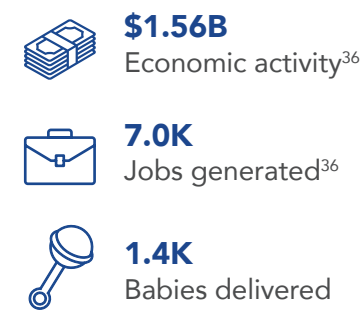 $1.56B
Economic activity36
7.0K
Jobs generated36
1.4K
Babies delivered